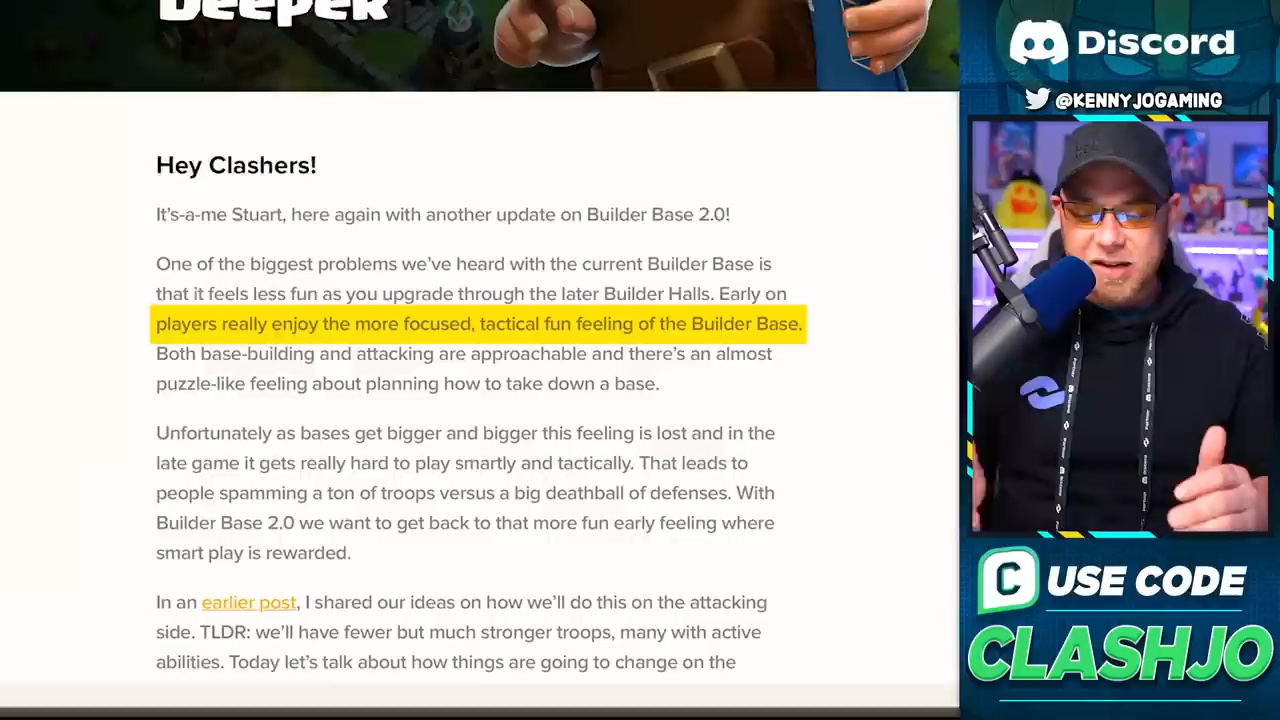 Deeper
Hey Clashers!
It's-a-me Stuart, here again with another update on Builder Base 2.0!
One of the biggest problems we've heard with the current Builder Base is
that it feels less fun as you upgrade through the later Builder Halls. Early on
players really enjoy the more focused, tactical fun feeling of the Builder Base.
Both base-building and attacking are approachable and there's an almost
puzzle-like feeling about planning how to take down a base.
Unfortunately as bases get bigger and bigger this feeling is lost and in the
late game it gets really hard to play smartly and tactically. That leads to
people spamming a ton of troops versus a big deathball of defenses. With
Builder Base 2.0 we want to get back to that more fun early feeling where
smart play is rewarded.
In an earlier post, I shared our ideas on how we'll do this on the attacking
side. TLDR: we'll have fewer but much stronger troops, many with active
abilities. Today let's talk about how things are going to change on the
Discord
@KENNYJOGAMING
C USE CODE
CLASHJO